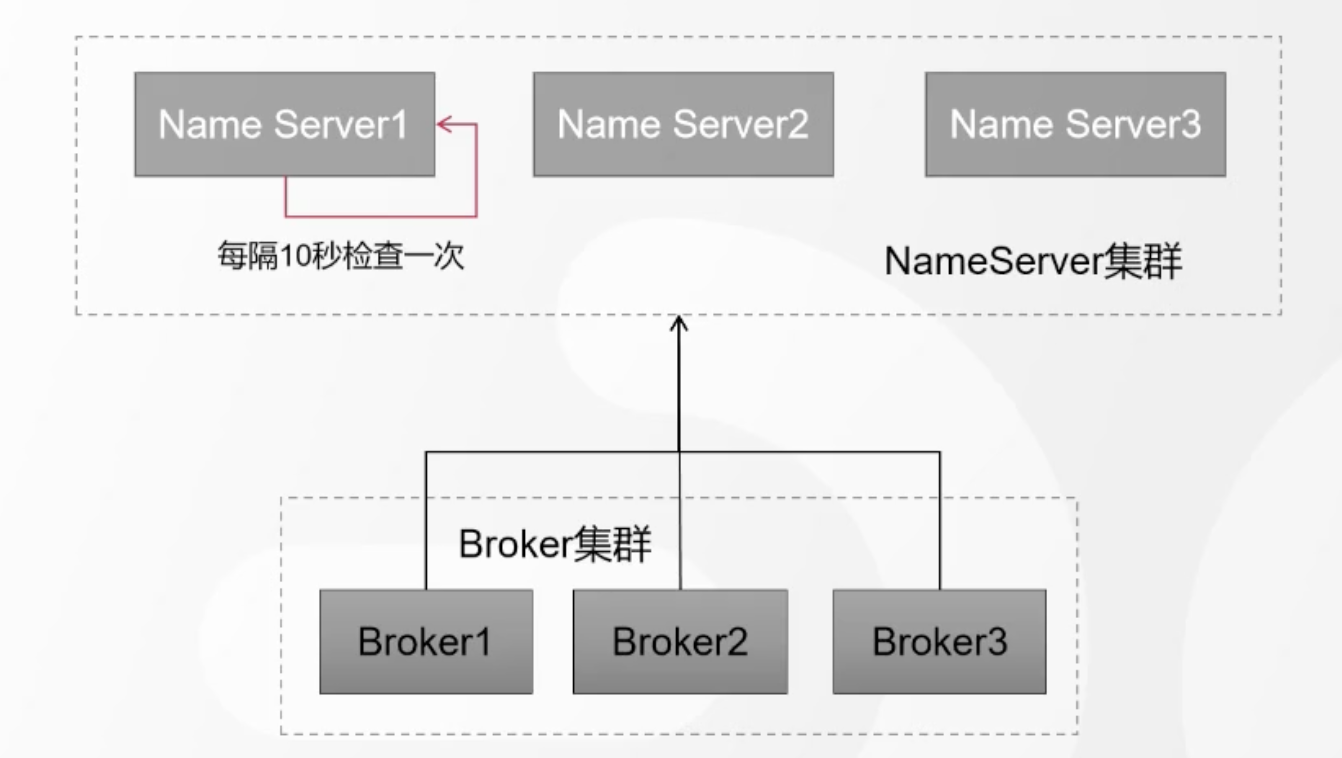 Name Server1
Name Server2
Name Server3
每隔10秒检查一次
NameServer集群
Broker集群
Broker1
Broker2
Broker3